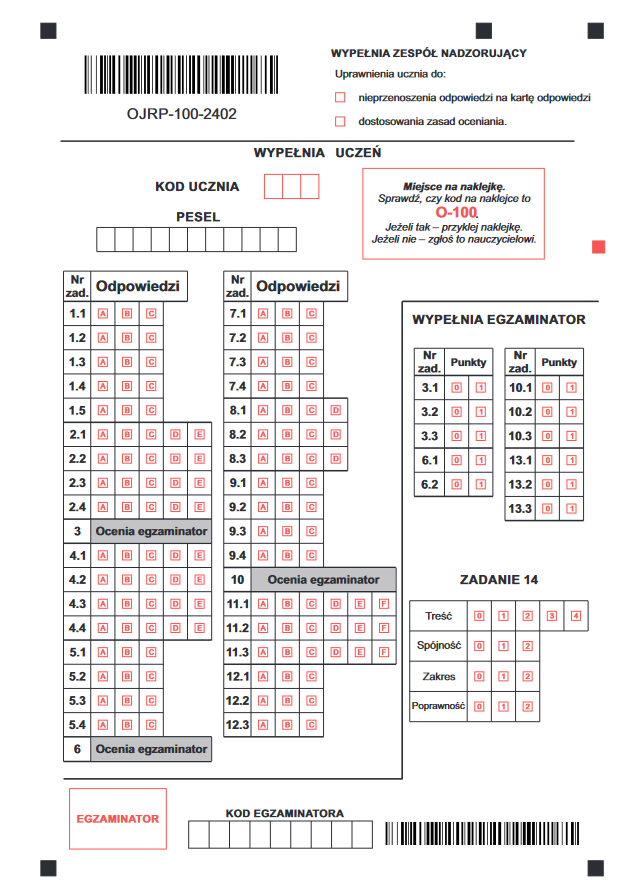 WYPEŁNIA ZESPÓŁ NADZORUJĄCY
Uprawnienia ucznia do:
nieprzenoszenia odpowiedzi na kartę odpowiedzi
dostosowania zasad oceniania.
OJRP-100-2402
WYPEŁNIA UCZEŃ
KOD UCZNIA
PESEL
Miejsce na naklejkę.
Sprawdź, czy kod na naklejce to
O-100.
Jeżeli tak – przyklej naklejkę.
Jeżeli nie – zgłoś to nauczycielowi.
Nr zad. Odpowiedzi
1.1 A B C
1.2 A B C
1.3 A B C
1.4 A B C
1.5 A B C
2.1 A B C D E
2.2 A B C D E
2.3 A B C D E
2.4 A B C D E
3 Ocenia egzaminator
4.1 A B C D E
4.2 A B C D E
4.3 A B C D E
4.4 A B C D E
5.1 A B C
5.2 A B C
5.3 A B C
5.4 A B C
6 Ocenia egzaminator
Nr zad. Odpowiedzi
7.1 A B C
7.2 A B C
7.3 A B C
7.4 A B C
8.1 A B C D
8.2 A B C D
8.3 A B C D
9.1 A B C
9.2 A B C
9.3 A B C
9.4 A B C
10 Ocenia egzaminator
11.1 A B C D E F
11.2 A B C D E F
11.3 A B C D E F
12.1 A B C
12.2 A B C
12.3 A B C
WYPEŁNIA EGZAMINATOR
Nr zad. Punkty
3.1 0 1
3.2 0 1
3.3 0 1
6.1 0 1
6.2 0 1
Nr zad. Punkty
10.1 0 1
10.2 0 1
10.3 0 1
13.1 0 1
13.2 0 1
13.3 0 1
ZADANIE 14
Treść 0 1 2 3 4
Spójność 0 1 2
Zakres 0 1 2
Poprawność 0 1 2
EGZAMINATOR
KOD EGZAMINATORA